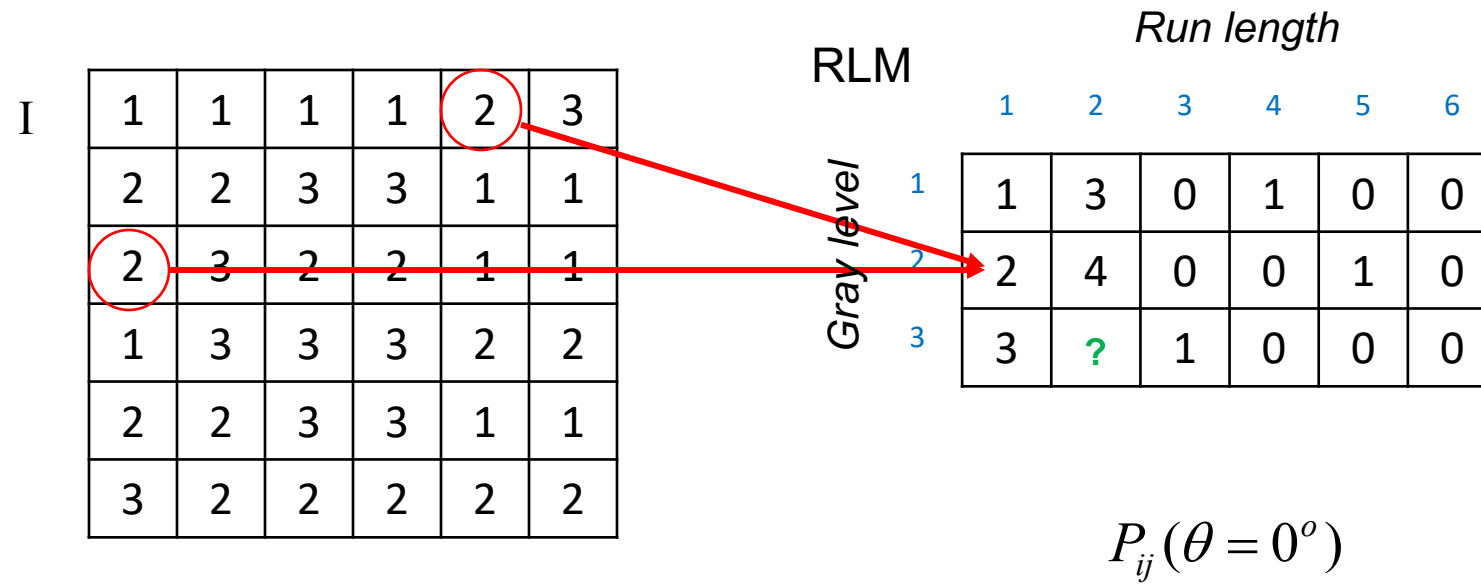 Run length
RLM
I
1 1 1 1 2 3
2 2 3 3 1 1
2 3 2 2 1 1
1 3 3 3 2 2
2 2 3 3 1 1
3 2 2 2 2 2
Gray level
1 2 3 4 5 6
1 1 3 0 1 0 0
2 2 4 0 0 1 0
3 3 ? 1 0 0 0
P_{ij}(θ = 0^o)